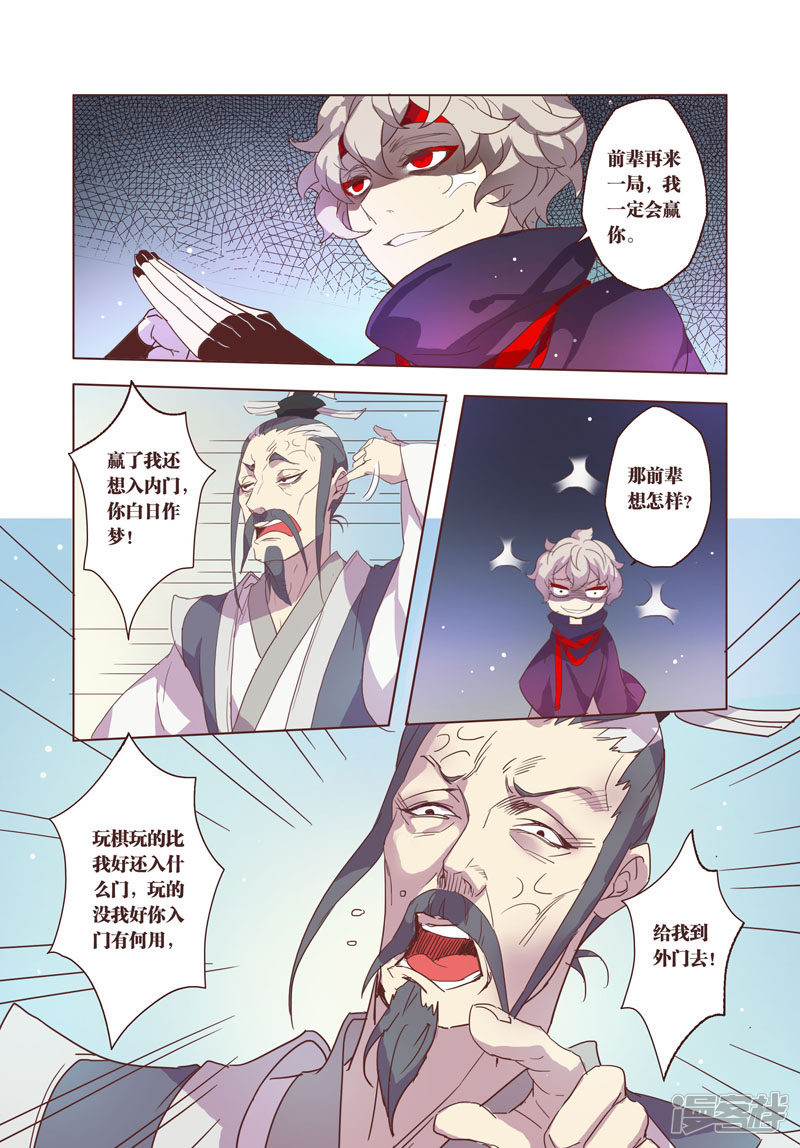 前辈再来
一局，我
一定会赢
你。
赢了我还
想入内门，
你白日作
梦！
那前辈
想怎样？
玩棋玩的比
我好还入什
么门，玩的
没我好你入
门有何用，
给我到
外门去！
漫客栈